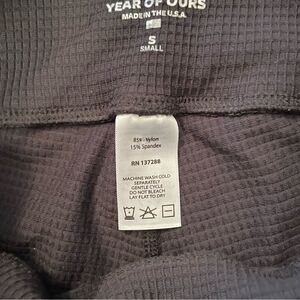 YEAR OF OURS
MADE IN THE U.S.A.
S
SMALL
85% Nylon
15% Spandex
RN 137288
MACHINE WASH COLD
SEPARATELY
GENTLE CYCLE
DO NOT BLEACH
LAY FLAT TO DRY